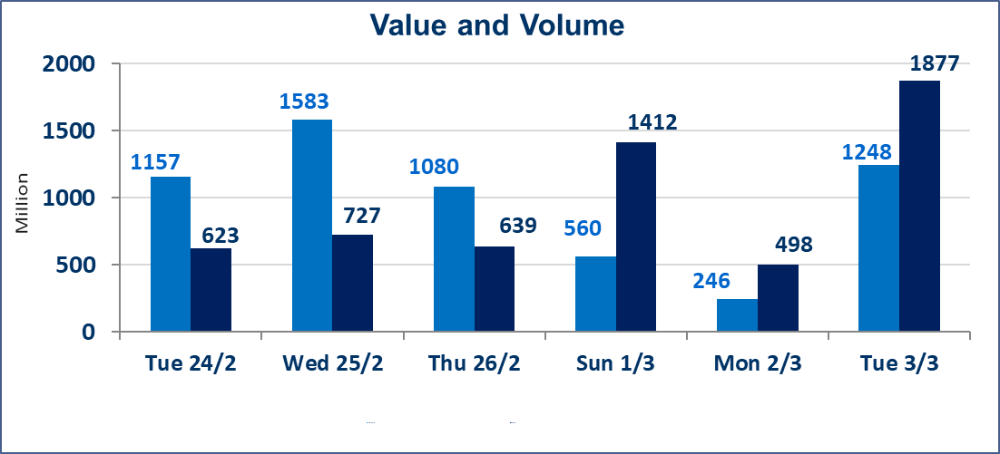 Value and Volume
Million
2000
1500
1000
500
0
1157
623
1583
727
1080
639
560
1412
246
498
1248
1877
Tue 24/2
Wed 25/2
Thu 26/2
Sun 1/3
Mon 2/3
Tue 3/3